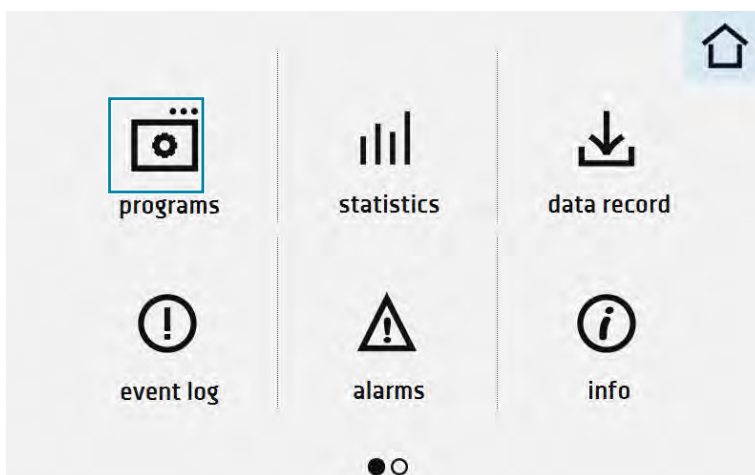 programs
statistics
data record
event log
alarms
info